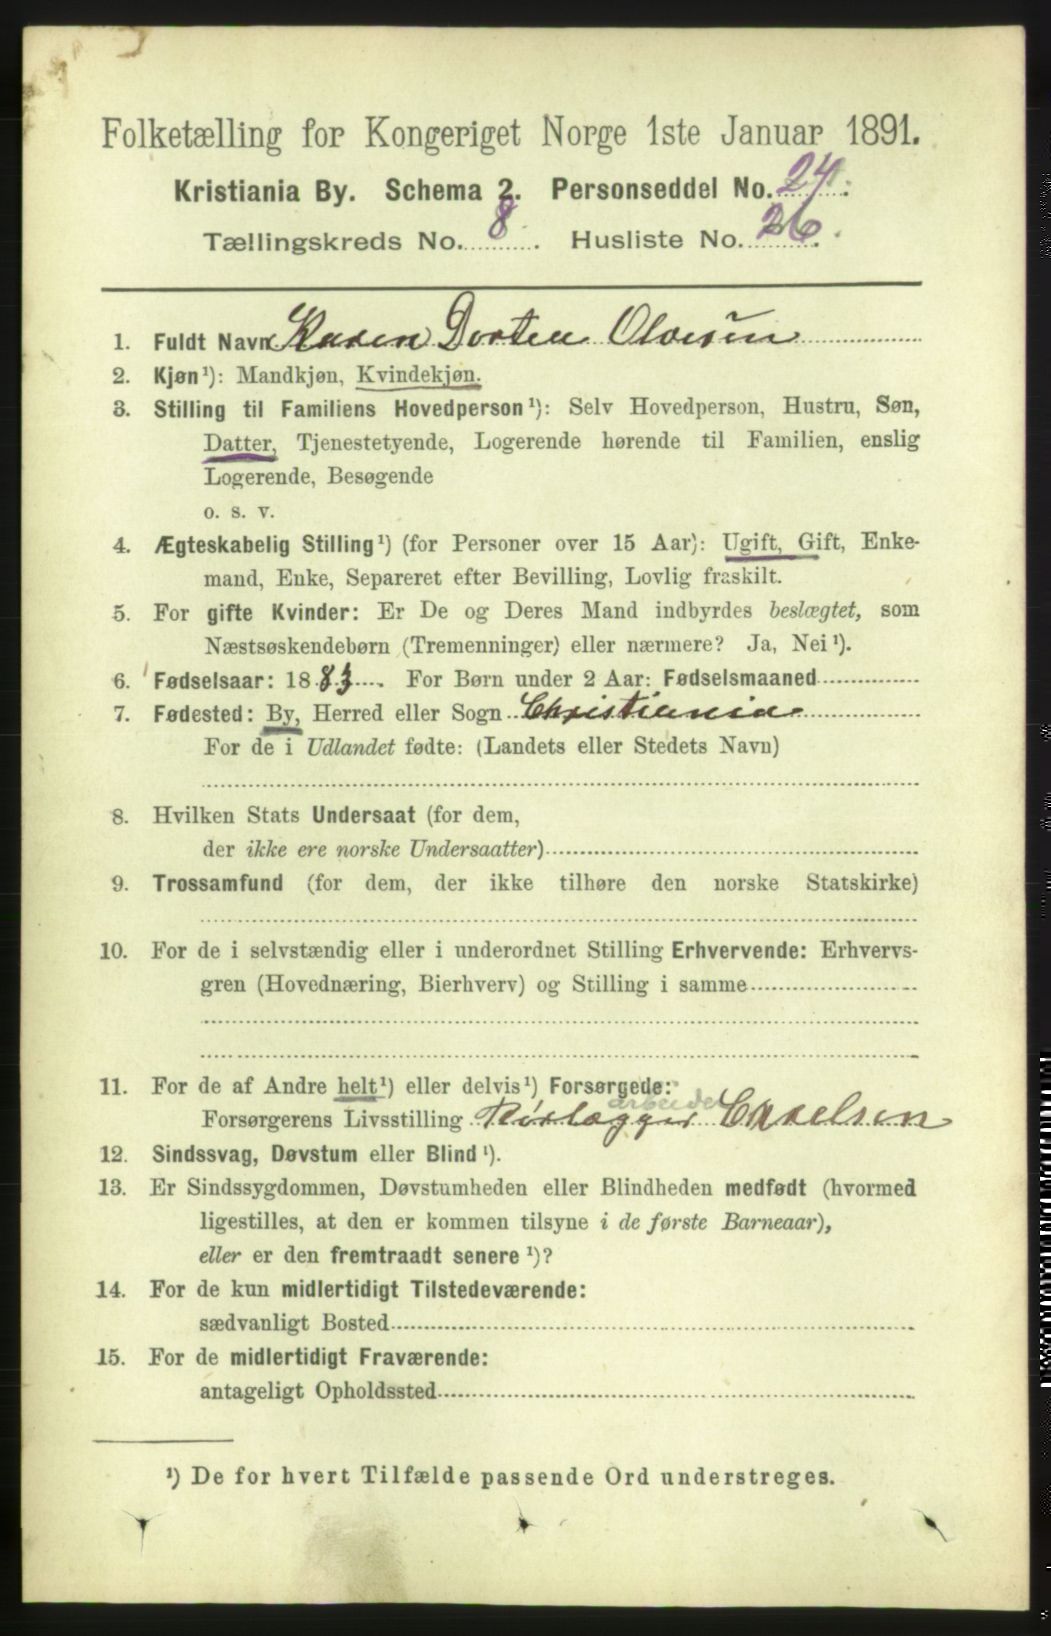 Folketælling for Kongeriget Norge 1ste Januar 1891.
Kristiania By. Schema 2. Personseddel No. 24.
Tællingskreds No. 8. Husliste No. 26.
1. Fuldt Navn Karen Dortea Olvesen
2. Kjøn¹): Mandkjøn, Kvindekjøn.
3. Stilling til Familiens Hovedperson¹): Selv Hovedperson, Hustru, Søn,
Datter, Tjenestetyende, Logerende hørende til Familien, enslig
Logerende, Besøgende
o. s. v.
4. Ægteskabelig Stilling¹) (for Personer over 15 Aar): Ugift, Gift, Enke-
mand, Enke, Separeret efter Bevilling, Lovlig fraskilt.
5. For gifte Kvinder: Er De og Deres Mand indbyrdes beslægtet, som
Næstsøskendebørn (Tremenninger) eller nærmere? Ja, Nei¹).
6. Fødselsaar: 1883. For Børn under 2 Aar: Fødselsmaaned
7. Fødested: By, Herred eller Sogn Christiania
For de i Udlandet fødte: (Landets eller Stedets Navn)
8. Hvilken Stats Undersaat (for dem,
der ikke ere norske Undersaatter)
9. Trossamfund (for dem, der ikke tilhøre den norske Statskirke)
10. For de i selvstændig eller i underordnet Stilling Erhvervende: Erhvervs-
gren (Hovednæring, Bierhverv) og Stilling i samme
11. For de af Andre helt¹) eller delvis¹) Forsørgede:
arbeider
Forsørgerens Livsstilling Rørlægger
12. Sindssvag, Døvstum eller Blind¹).
13. Er Sindssygdommen, Døvstumheden eller Blindheden medfødt (hvormed
ligestilles, at den er kommen tilsyne i de første Barneaar),
eller er den fremtraadt senere¹)?
14. For de kun midlertidigt Tilstedeværende:
sædvanligt Bosted
15. For de midlertidigt Fraværende:
antageligt Opholdssted
¹) De for hvert Tilfælde passende Ord understreges.